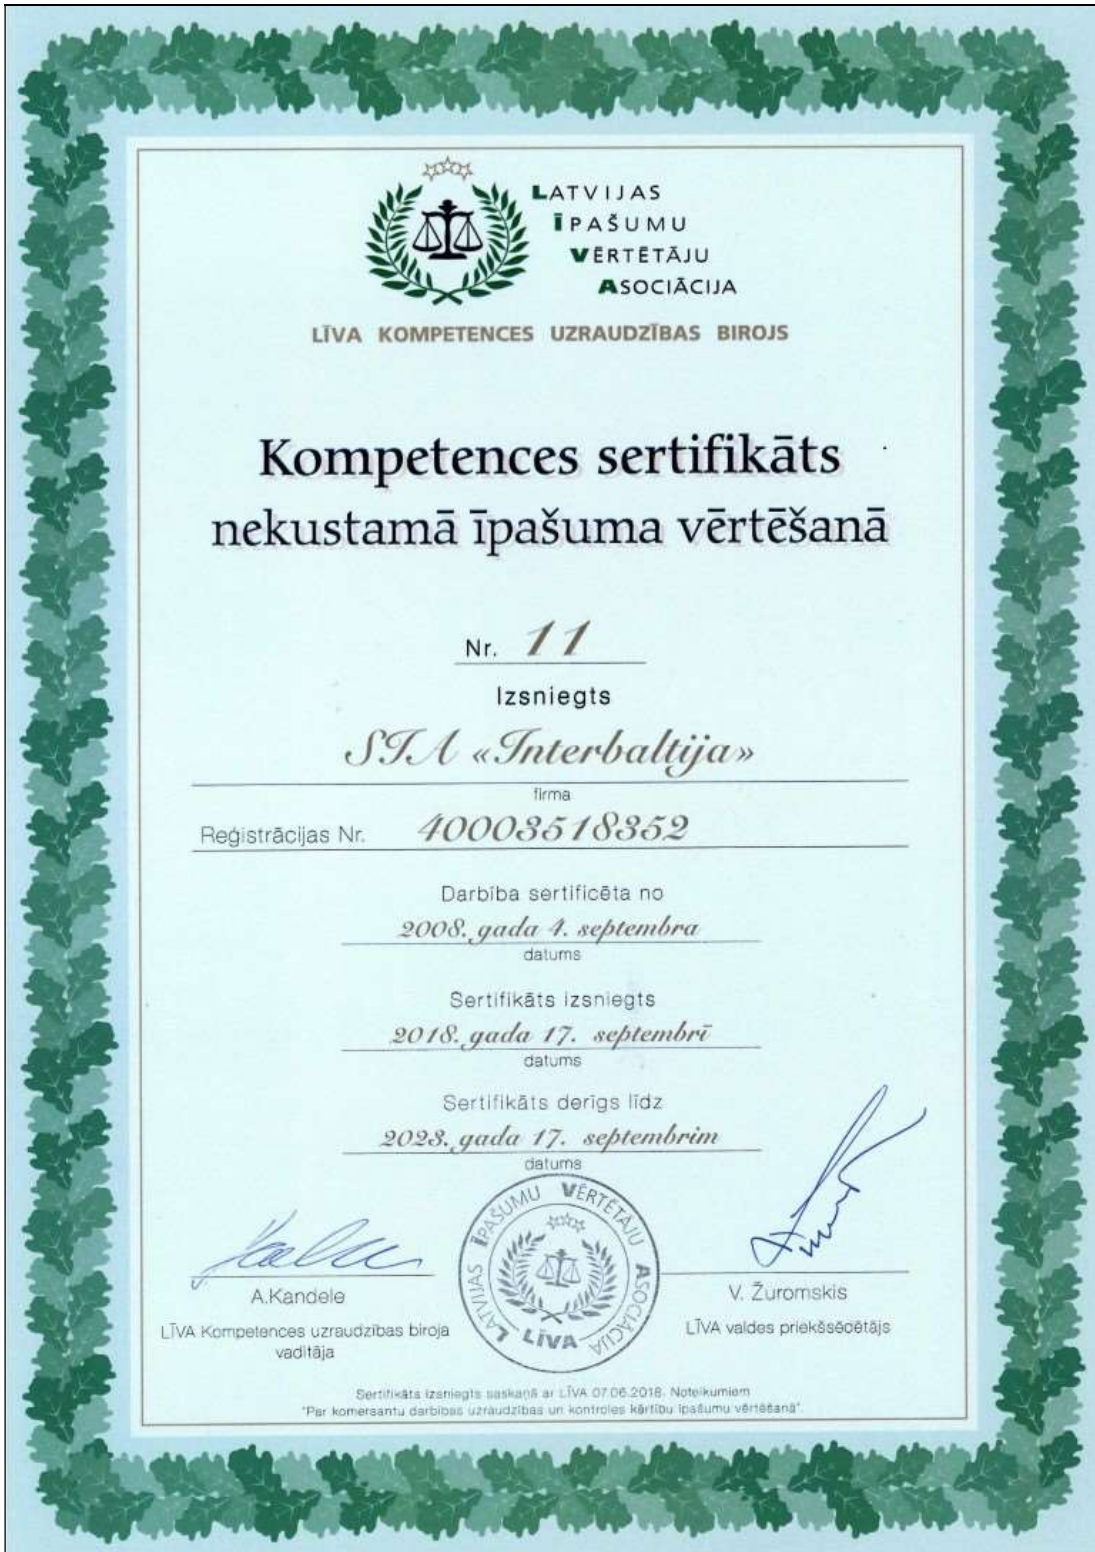 LATVIJAS
ĪPAŠUMU
VĒRTĒTĀJU
ASOCIĀCIJA
LĪVA KOMPETENCES UZRAUDZĪBAS BIROJS
Kompetences sertifikāts
nekustamā īpašuma vērtēšanā
Nr. 11
Izsniegts
SIA «Interbaltija»
firma
Reģistrācijas Nr. 40003518352
Darbība sertificēta no
2008. gada 4. septembra
datums
Sertifikāts izsniegts
2018. gada 17. septembrī
datums
Sertifikāts derīgs līdz
2023. gada 17. septembrim
datums
LATVIJAS ĪPAŠUMU VĒRTĒTĀJU ASOCIĀCIJA
LĪVA
A.Kandele
LĪVA Kompetences uzraudzības biroja
vadītāja
V. Žuromskis
LĪVA valdes priekšsēdētājs
Sertifikāts izsniegts saskaņā ar LĪVA 07.06.2018. Noteikumiem
"Par komersantu darbības uzraudzības un kontroles kārtību īpašumu vērtēšanā".